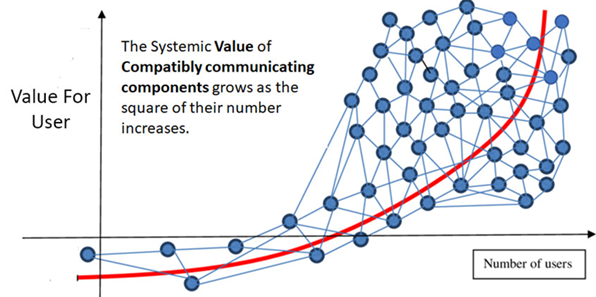 The Systemic Value of
Compatibly communicating
components grows as the
square of their number
increases.
Value For
User
Number of users